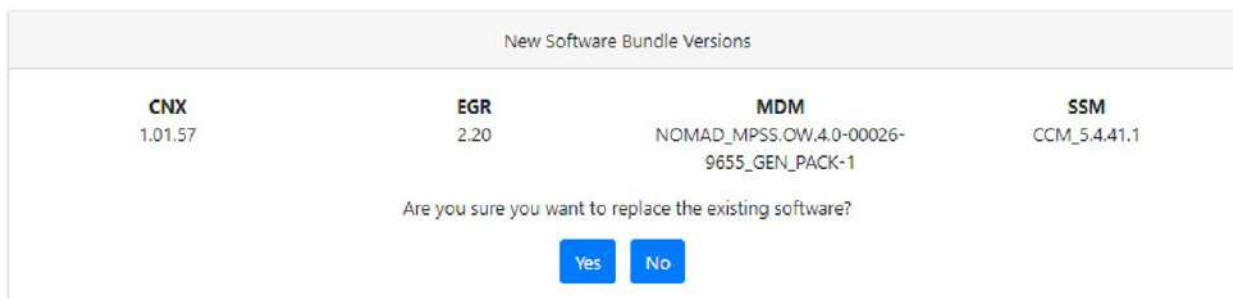 New Software Bundle Versions
CNX EGR MDM SSM
1.01.57 2.20 NOMAD_MPSS.OW.4.0-00026- CCM_5.4.41.1
9655_GEN_PACK-1
Are you sure you want to replace the existing software?
Yes No